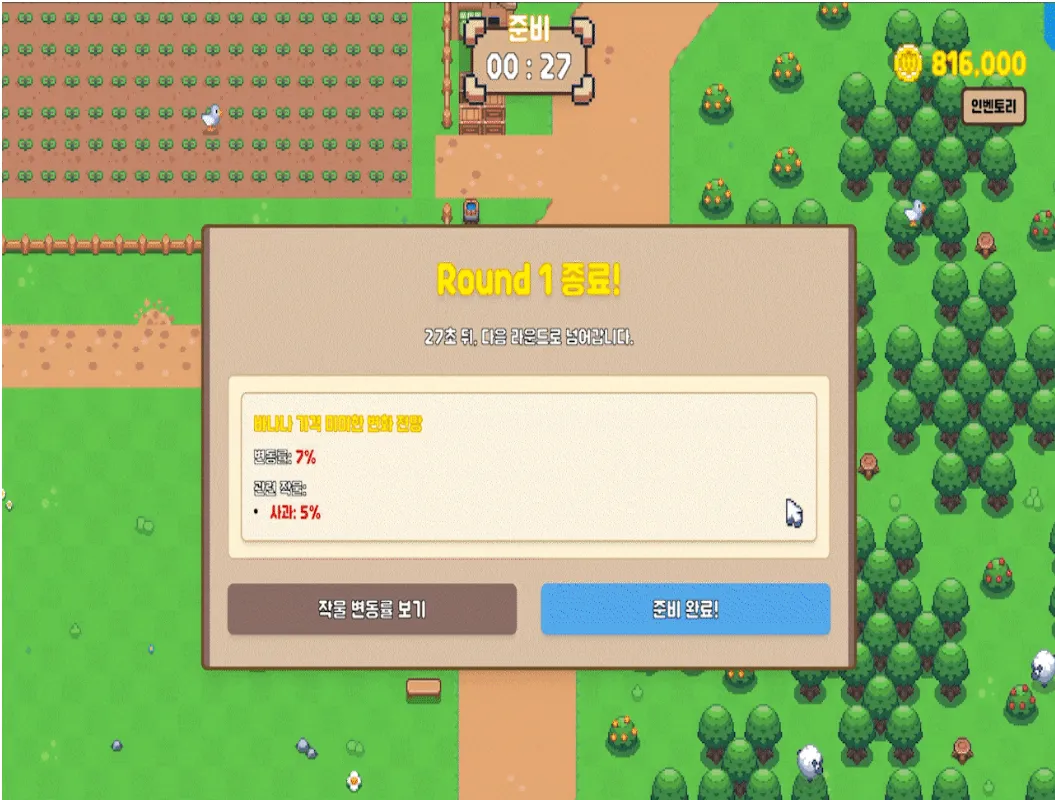 준비
00 : 27
816,000
인벤토리
Round 1 종료!
27초 뒤, 다음 라운드로 넘어갑니다.
바나나 가격 미미한 변화 전망
변동률: 7%
관련 작물:
• 사과: 5%
작물 변동률 보기
준비 완료!